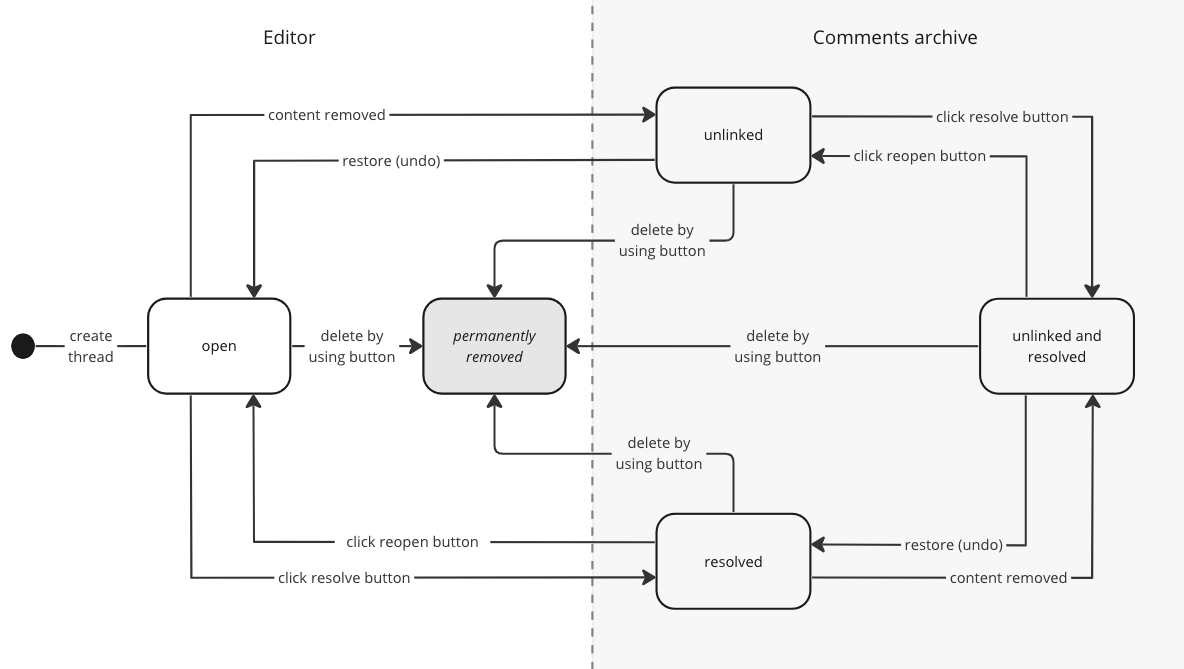 Editor
Comments archive
content removed
unlinked
click resolve button
restore (undo)
click reopen button
delete by
using button
create
thread
open
delete by
using button
permanently
removed
delete by
using button
unlinked and
resolved
delete by
using button
click reopen button
resolved
restore (undo)
click resolve button
content removed